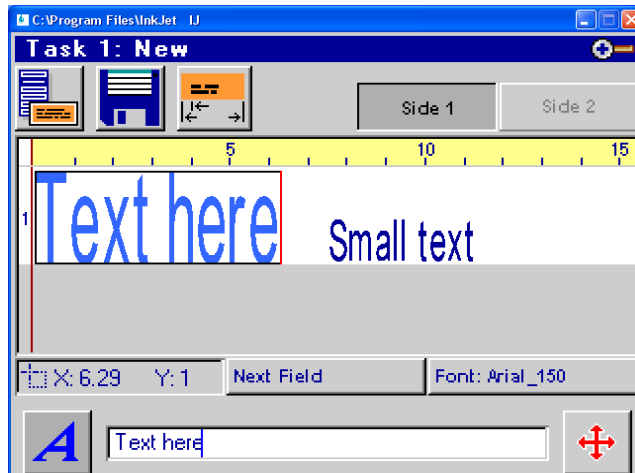 C:\Program Files\InkJet IJ
Task 1: New
Side 1 Side 2
5 10 15
1 Text here Small text
X: 6.29 Y: 1 Next Field Font: Arial_150
A Text here